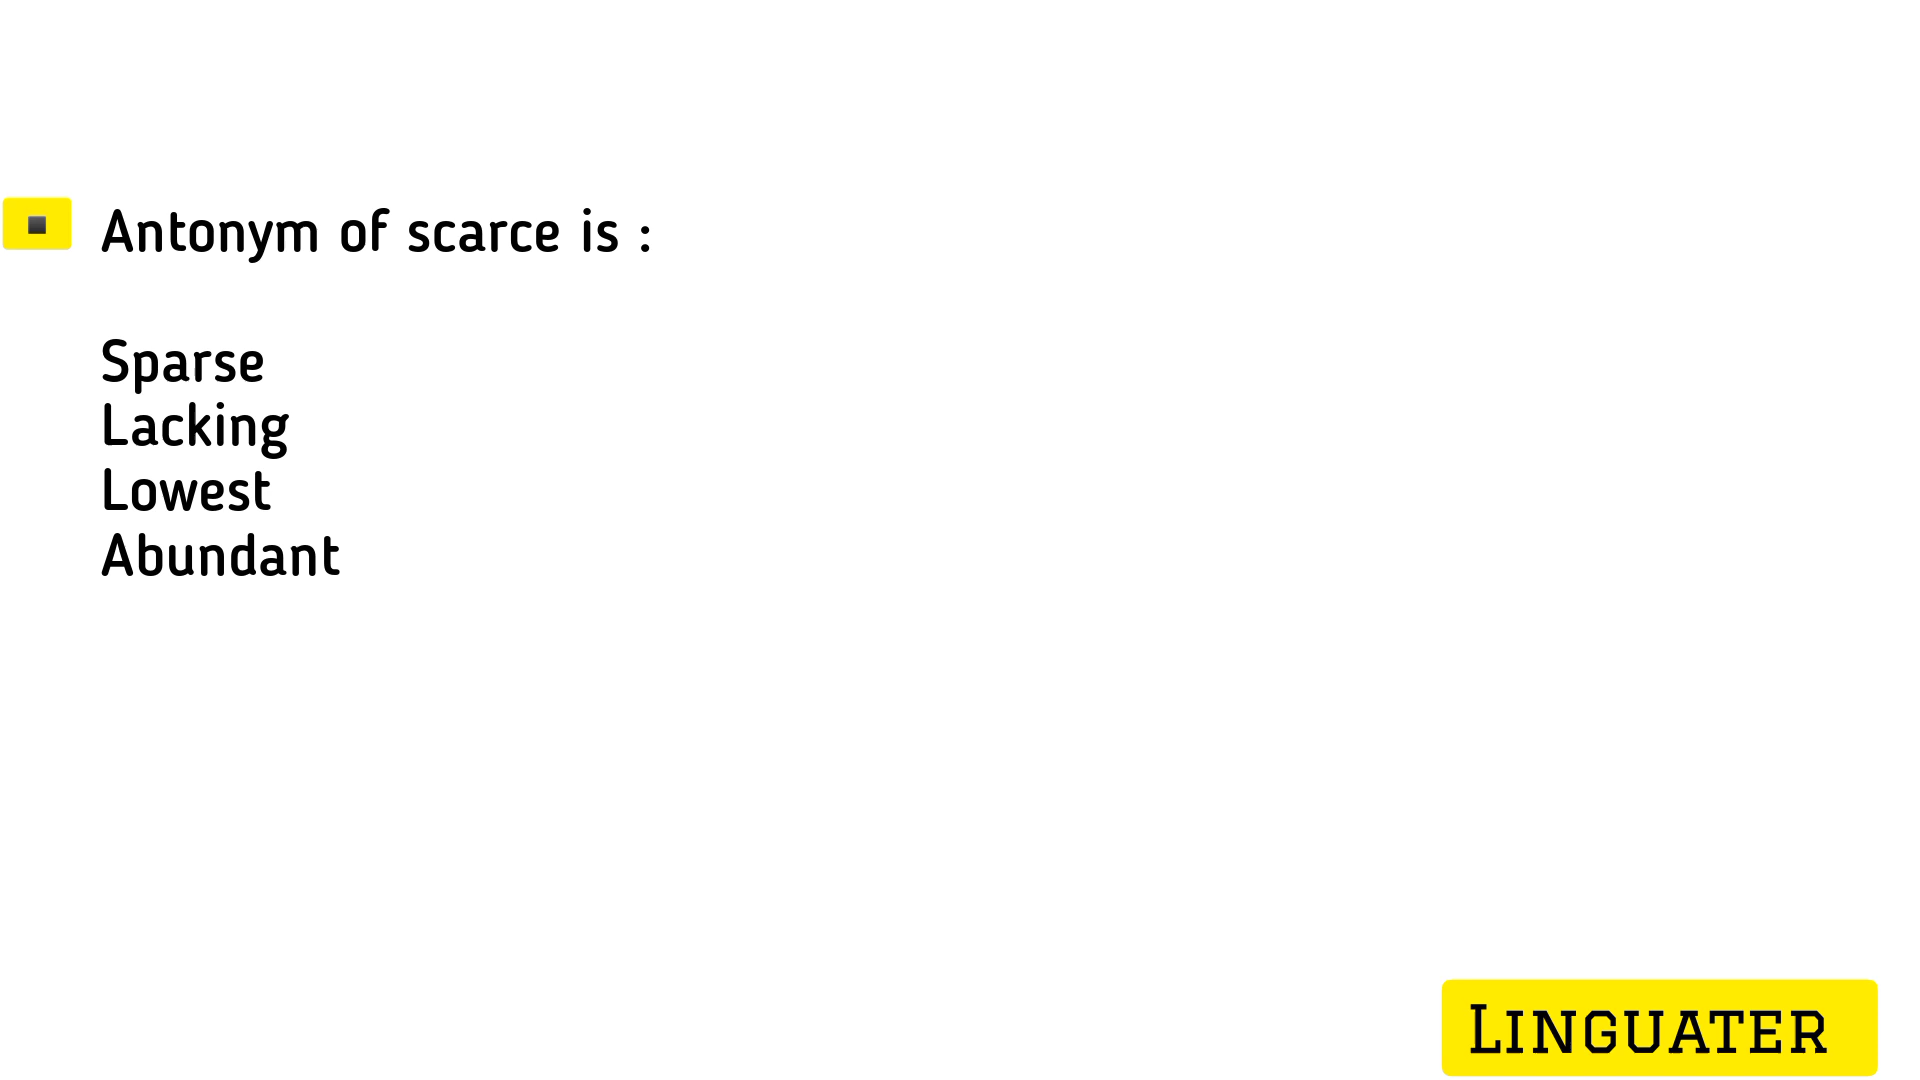 Antonym of scarce is :
Sparse
Lacking
Lowest
Abundant
LINGUATER